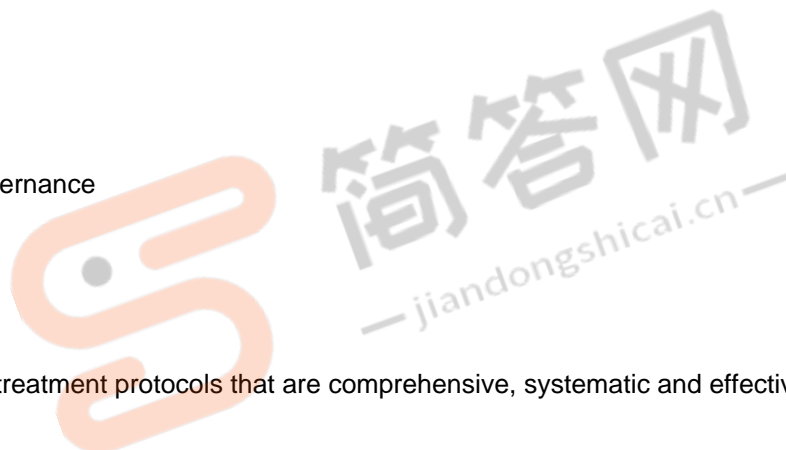 简答网
ernance
jiandongshicai.cn
treatment protocols that are comprehensive, systematic and effectiv